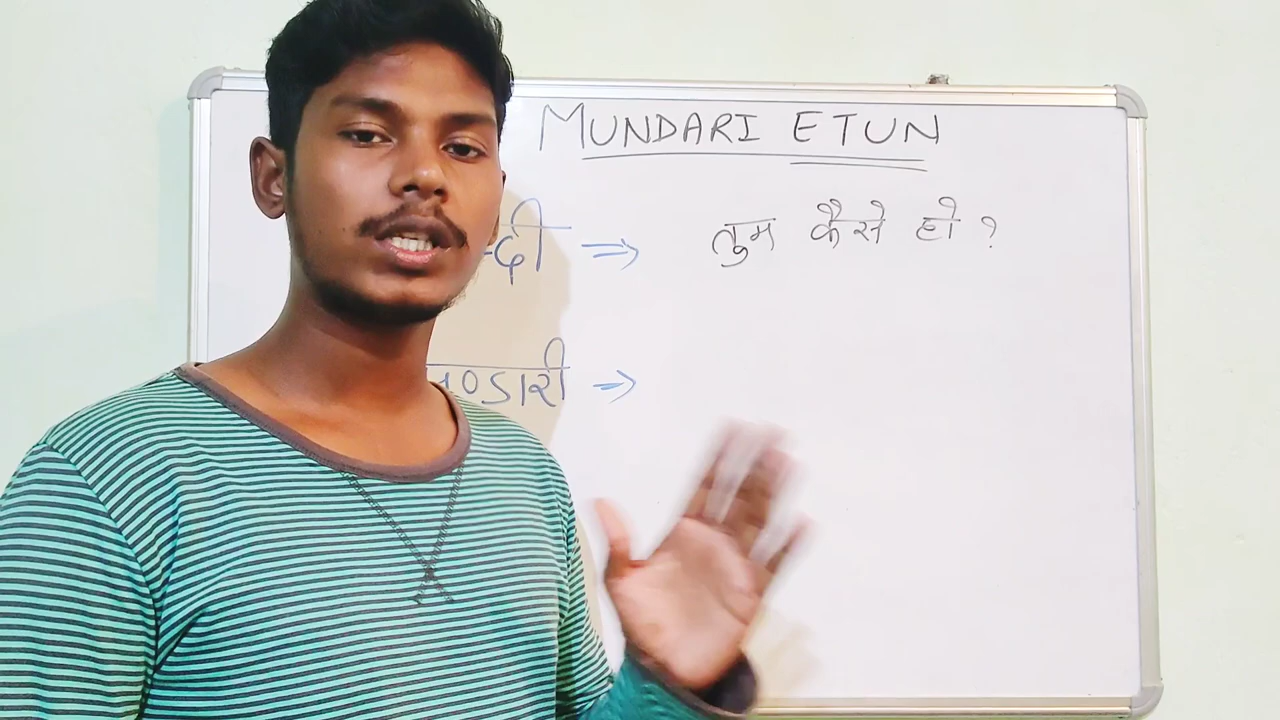 MUNDARI ETUN
न्दी ⇒ तुम कैसे हो ?
ण्डारी →